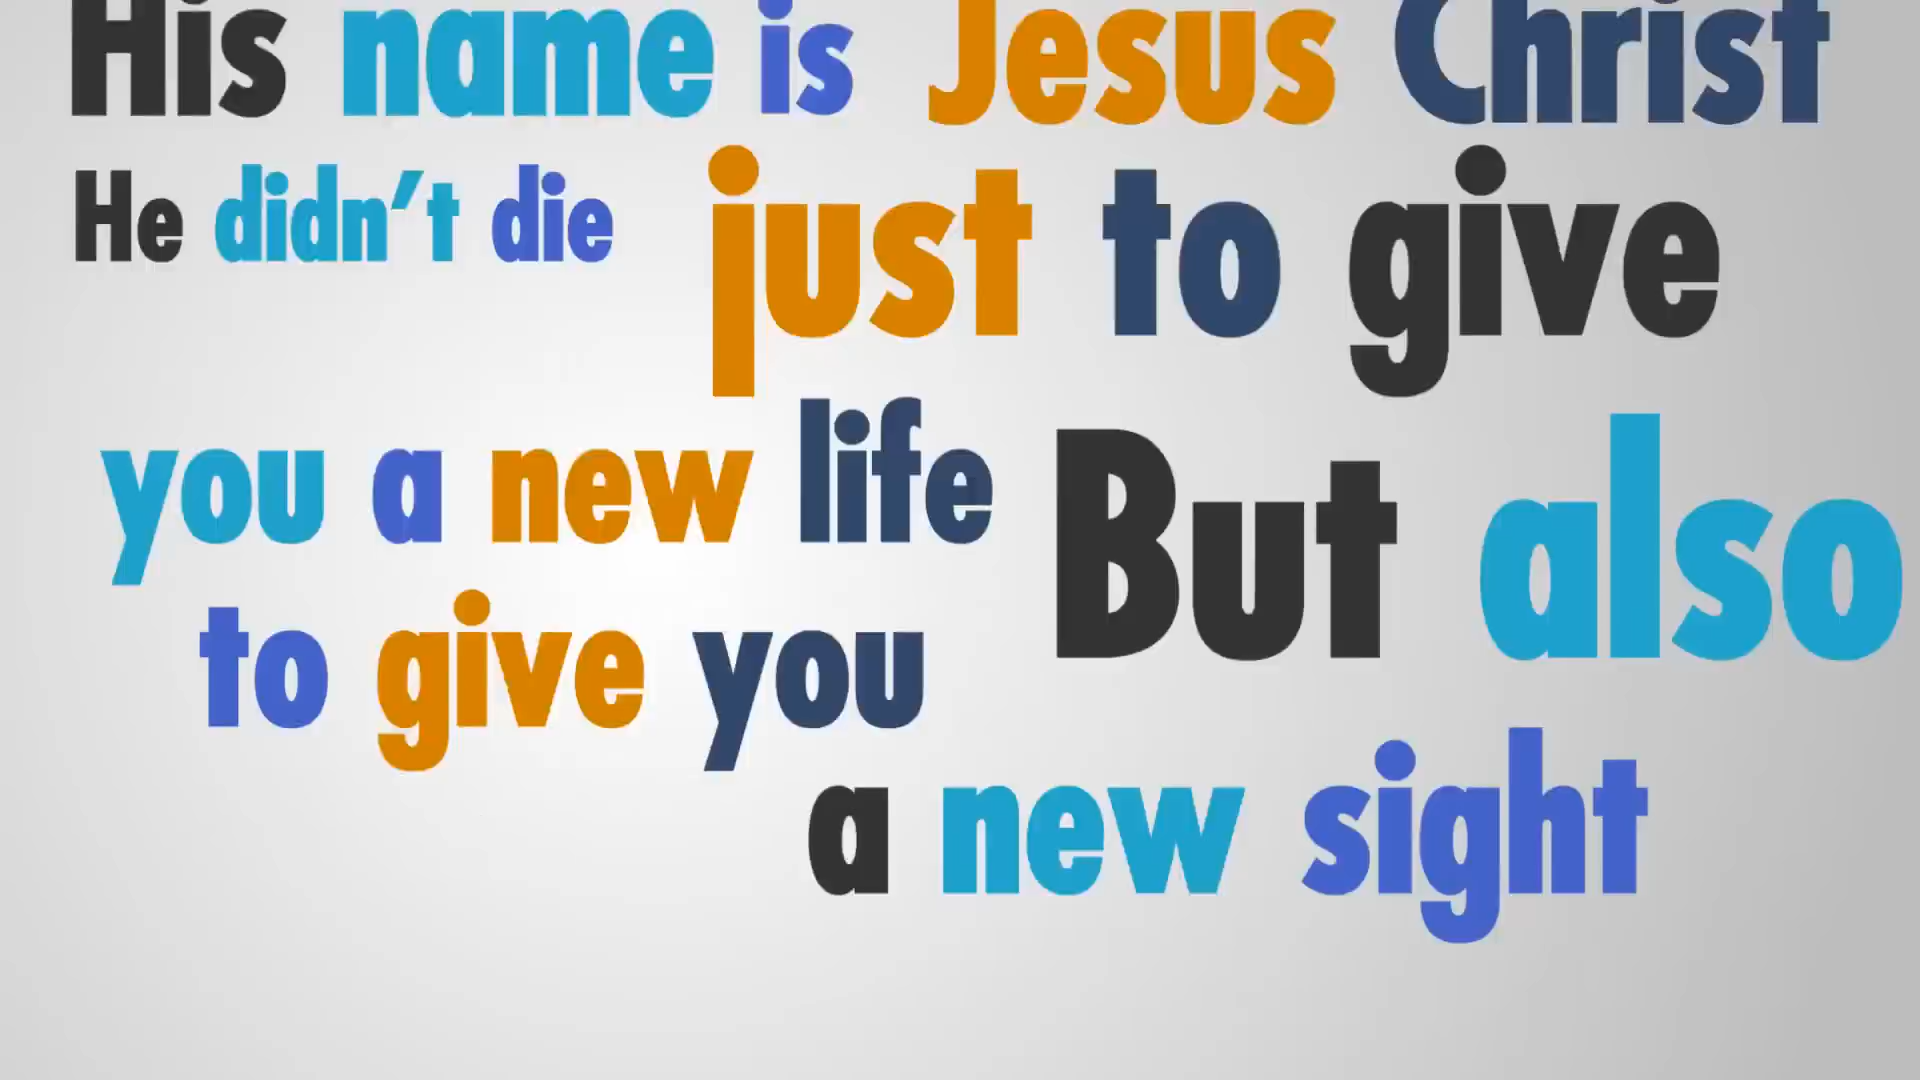 His name is Jesus Christ
He didn't die just to give
you a new life But also
to give you
a new sight